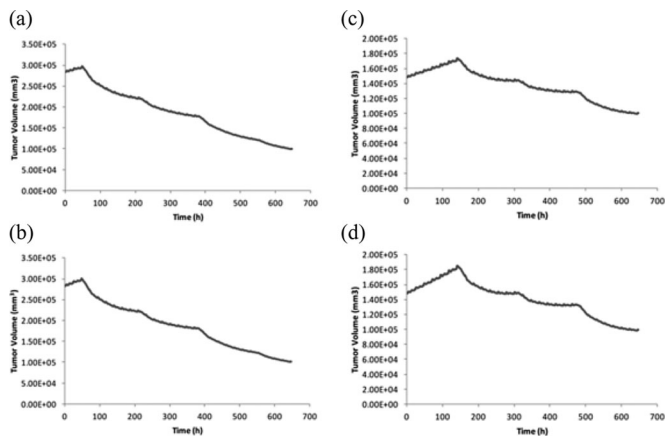 (a)
3.50E+05
3.00E+05
2.50E+05
2.00E+05
1.50E+05
1.00E+05
5.00E+04
0.00E+00
Tumor Volume (mm3)
0 100 200 300 400 500 600 700
Time (h)
(b)
3.50E+05
3.00E+05
2.50E+05
2.00E+05
1.50E+05
1.00E+05
5.00E+04
0.00E+00
Tumor Volume (mm³)
0 100 200 300 400 500 600 700
Time (h)
(c)
2.00E+05
1.80E+05
1.60E+05
1.40E+05
1.20E+05
1.00E+05
8.00E+04
6.00E+04
4.00E+04
2.00E+04
0.00E+00
Tumor Volume (mm3)
0 100 200 300 400 500 600 700
Time (h)
(d)
2.00E+05
1.80E+05
1.60E+05
1.40E+05
1.20E+05
1.00E+05
8.00E+04
6.00E+04
4.00E+04
2.00E+04
0.00E+00
Tumor Volume (mm3)
0 100 200 300 400 500 600 700
Time (h)